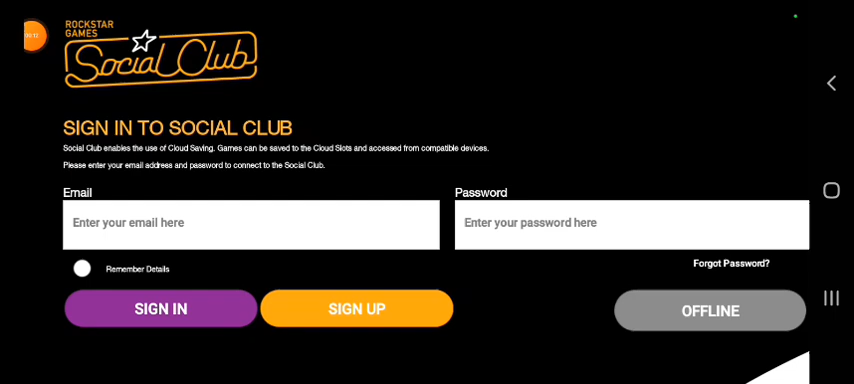 ROCKSTAR
GAMES
Social Club
SIGN IN TO SOCIAL CLUB
Social Club enables the use of Cloud Saving. Games can be saved to the Cloud Slots and accessed from compatible devices.
Please enter your email address and password to connect to the Social Club.
Email Password
Enter your email here Enter your password here
Remember Details Forgot Password?
SIGN IN SIGN UP OFFLINE